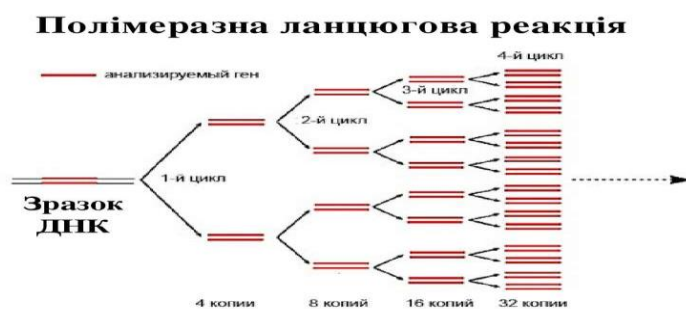 Полімеразна ланцюгова реакція
4-й цикл
анализируемый ген
3-й цикл
2-й цикл
1-й цикл
Зразок
ДНК
4 копии 8 копий 16 копий 32 копии